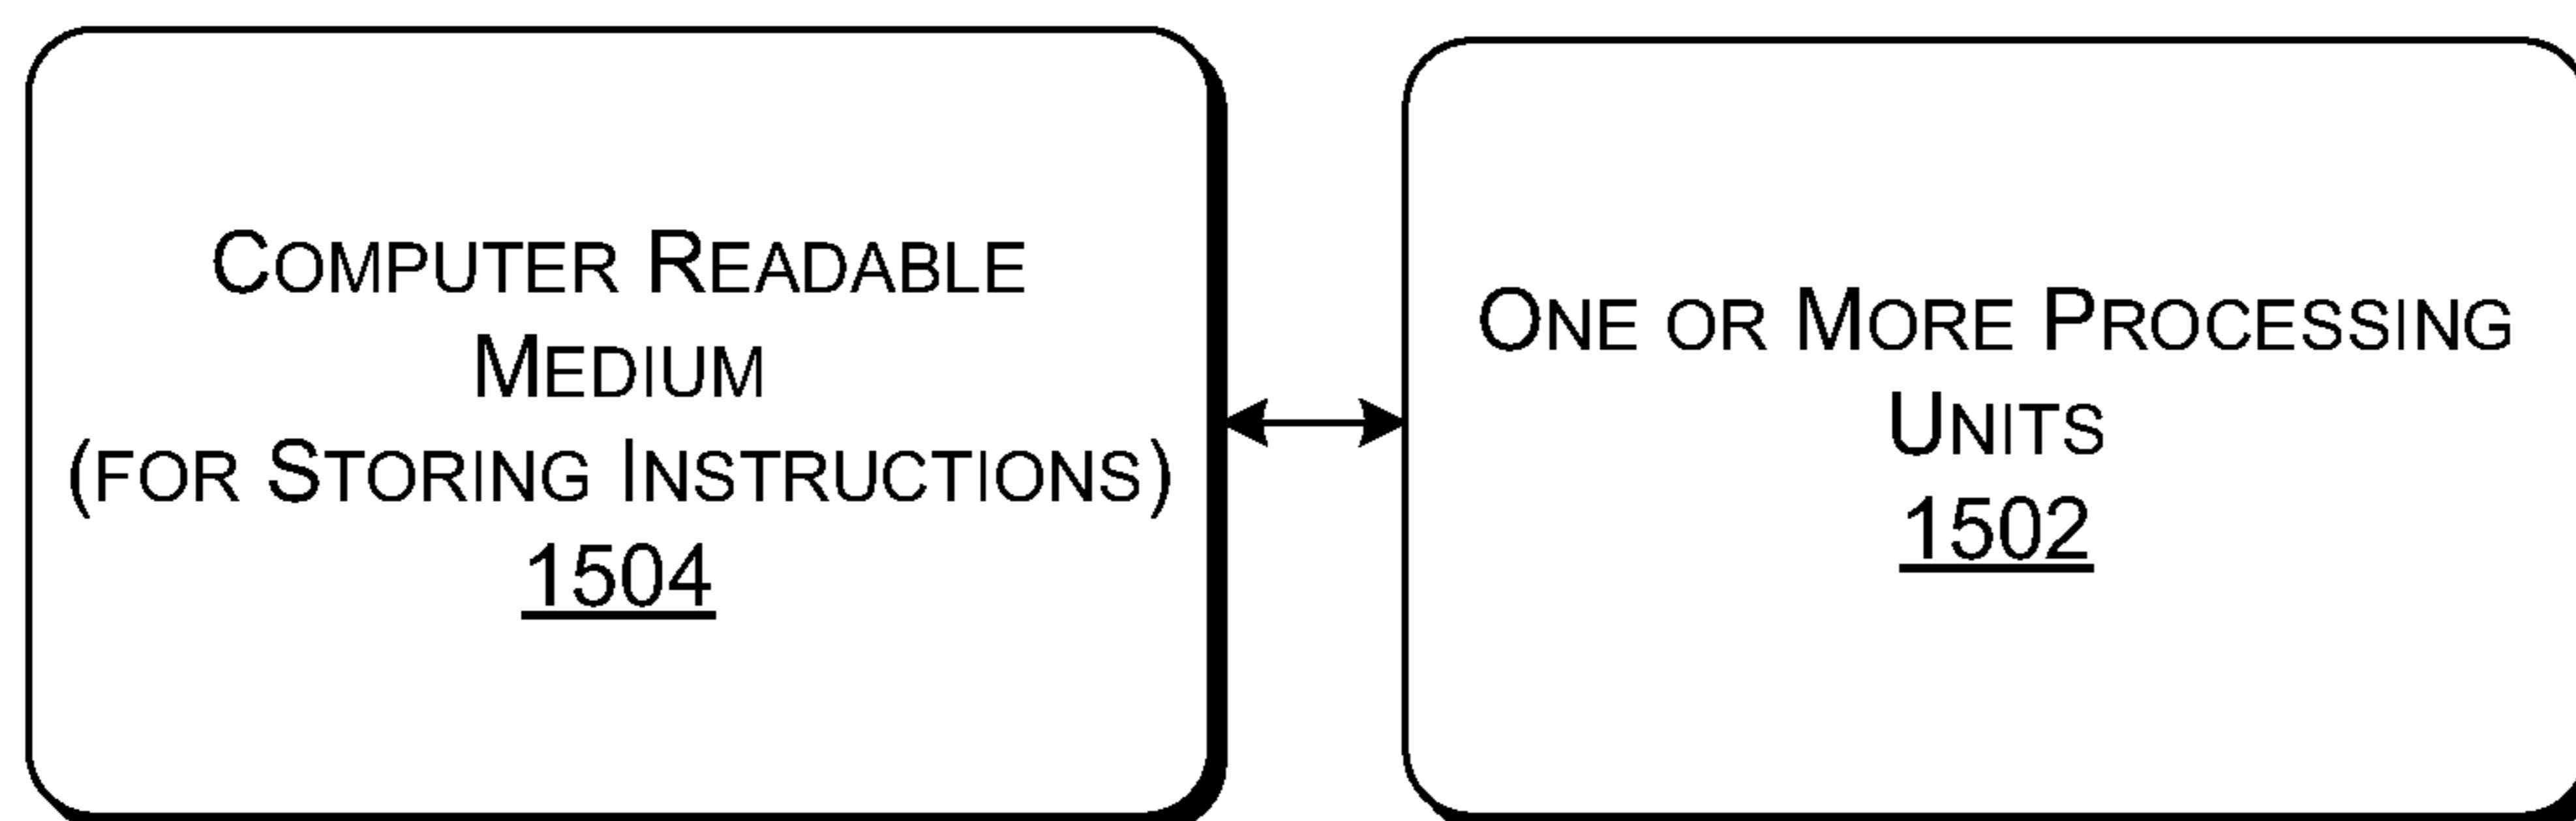 COMPUTER READABLE
MEDIUM
(FOR STORING INSTRUCTIONS)
1504
ONE OR MORE PROCESSING
UNITS
1502